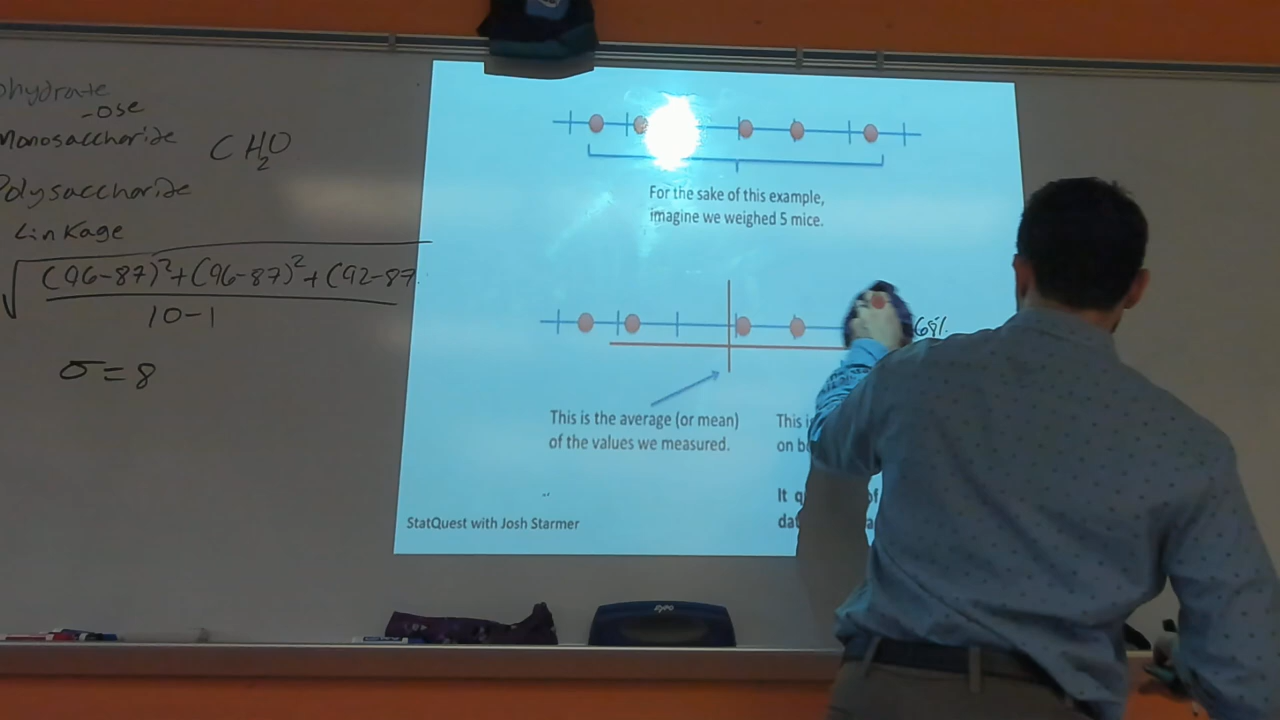 ohydrate
-ose
Monosaccharide
CH2O
Polysaccharide
Linkage
√(96-87)²+(96-87)²+(92-87
10-1
σ=8
For the sake of this example,
imagine we weighed 5 mice.
68%
This is the average (or mean)
of the values we measured.
This i
on b
It q of
dat a
StatQuest with Josh Starmer
EXPO